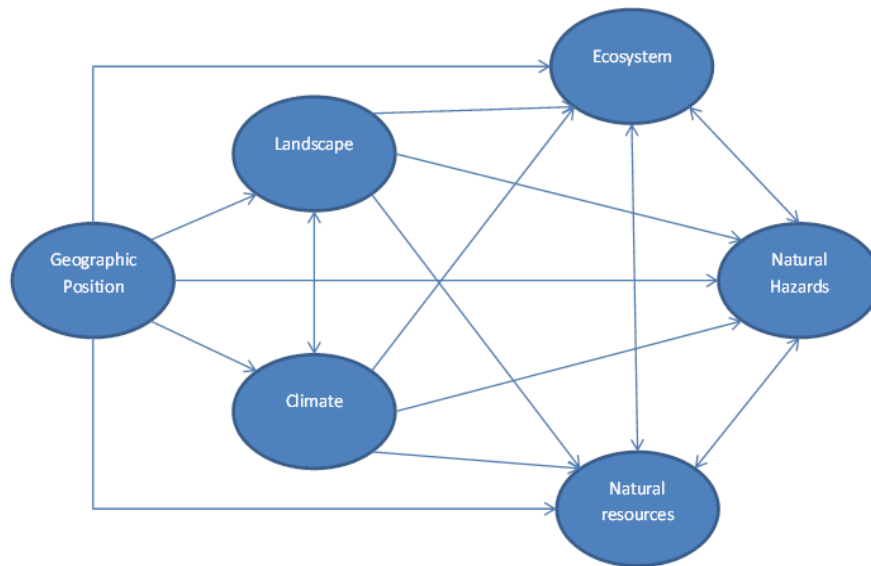 Ecosystem
Landscape
Geographic
Position
Natural
Hazards
Climate
Natural
resources